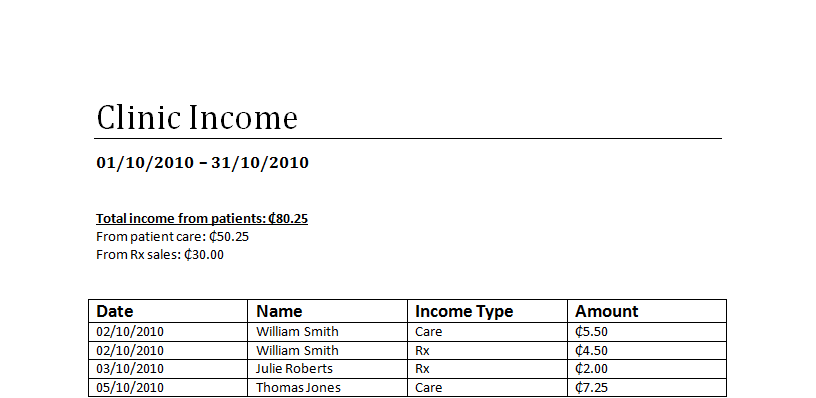 Clinic Income
01/10/2010 – 31/10/2010
Total income from patients: ₵80.25
From patient care: ₵50.25
From Rx sales: ₵30.00
Date Name Income Type Amount
02/10/2010 William Smith Care ₵5.50
02/10/2010 William Smith Rx ₵4.50
03/10/2010 Julie Roberts Rx ₵2.00
05/10/2010 Thomas Jones Care ₵7.25